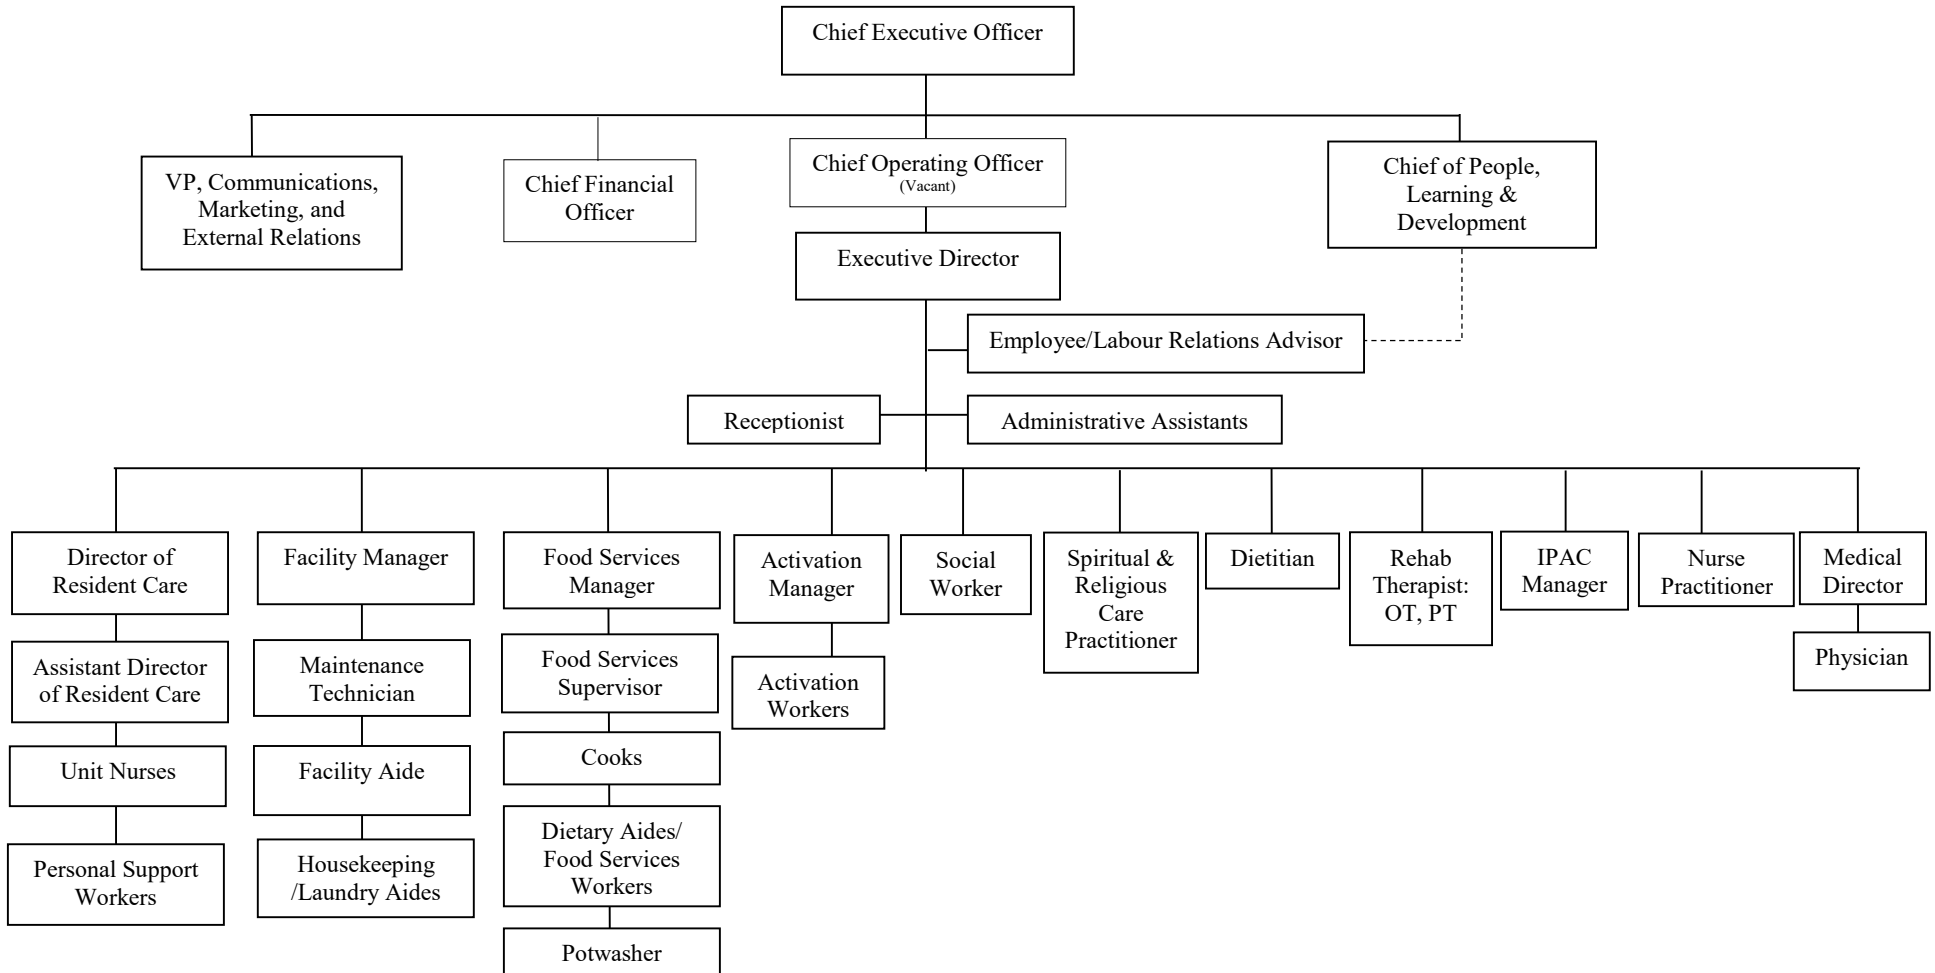 Chief Executive Officer
VP, Communications,
Marketing, and
External Relations
Chief Financial
Officer
Chief Operating Officer
(Vacant)
Chief of People,
Learning &
Development
Executive Director
Employee/Labour Relations Advisor
Receptionist
Administrative Assistants
Director of
Resident Care
Facility Manager
Food Services
Manager
Activation
Manager
Social
Worker
Spiritual &
Religious
Care
Practitioner
Dietitian
Rehab
Therapist:
OT, PT
IPAC
Manager
Nurse
Practitioner
Medical
Director
Assistant Director
of Resident Care
Maintenance
Technician
Food Services
Supervisor
Activation
Workers
Physician
Unit Nurses
Facility Aide
Cooks
Personal Support
Workers
Housekeeping
/Laundry Aides
Dietary Aides/
Food Services
Workers
Potwasher